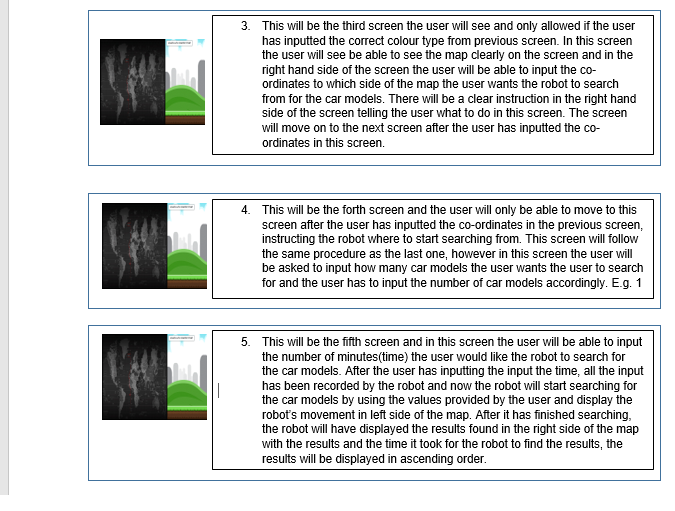 3. This will be the third screen the user will see and only allowed if the user
has inputted the correct colour type from previous screen. In this screen
the user will see be able to see the map clearly on the screen and in the
right hand side of the screen the user will be able to input the co-
ordinates to which side of the map the user wants the robot to search
from for the car models. There will be a clear instruction in the right hand
side of the screen telling the user what to do in this screen. The screen
will move on to the next screen after the user has inputted the co-
ordinates in this screen.
4. This will be the forth screen and the user will only be able to move to this
screen after the user has inputted the co-ordinates in the previous screen,
instructing the robot where to start searching from. This screen will follow
the same procedure as the last one, however in this screen the user will
be asked to input how many car models the user wants the user to search
for and the user has to input the number of car models accordingly. E.g. 1
5. This will be the fifth screen and in this screen the user will be able to input
the number of minutes(time) the user would like the robot to search for
the car models. After the user has inputting the input the time, all the input
has been recorded by the robot and now the robot will start searching for
the car models by using the values provided by the user and display the
robot's movement in left side of the map. After it has finished searching,
the robot will have displayed the results found in the right side of the map
with the results and the time it took for the robot to find the results, the
results will be displayed in ascending order.